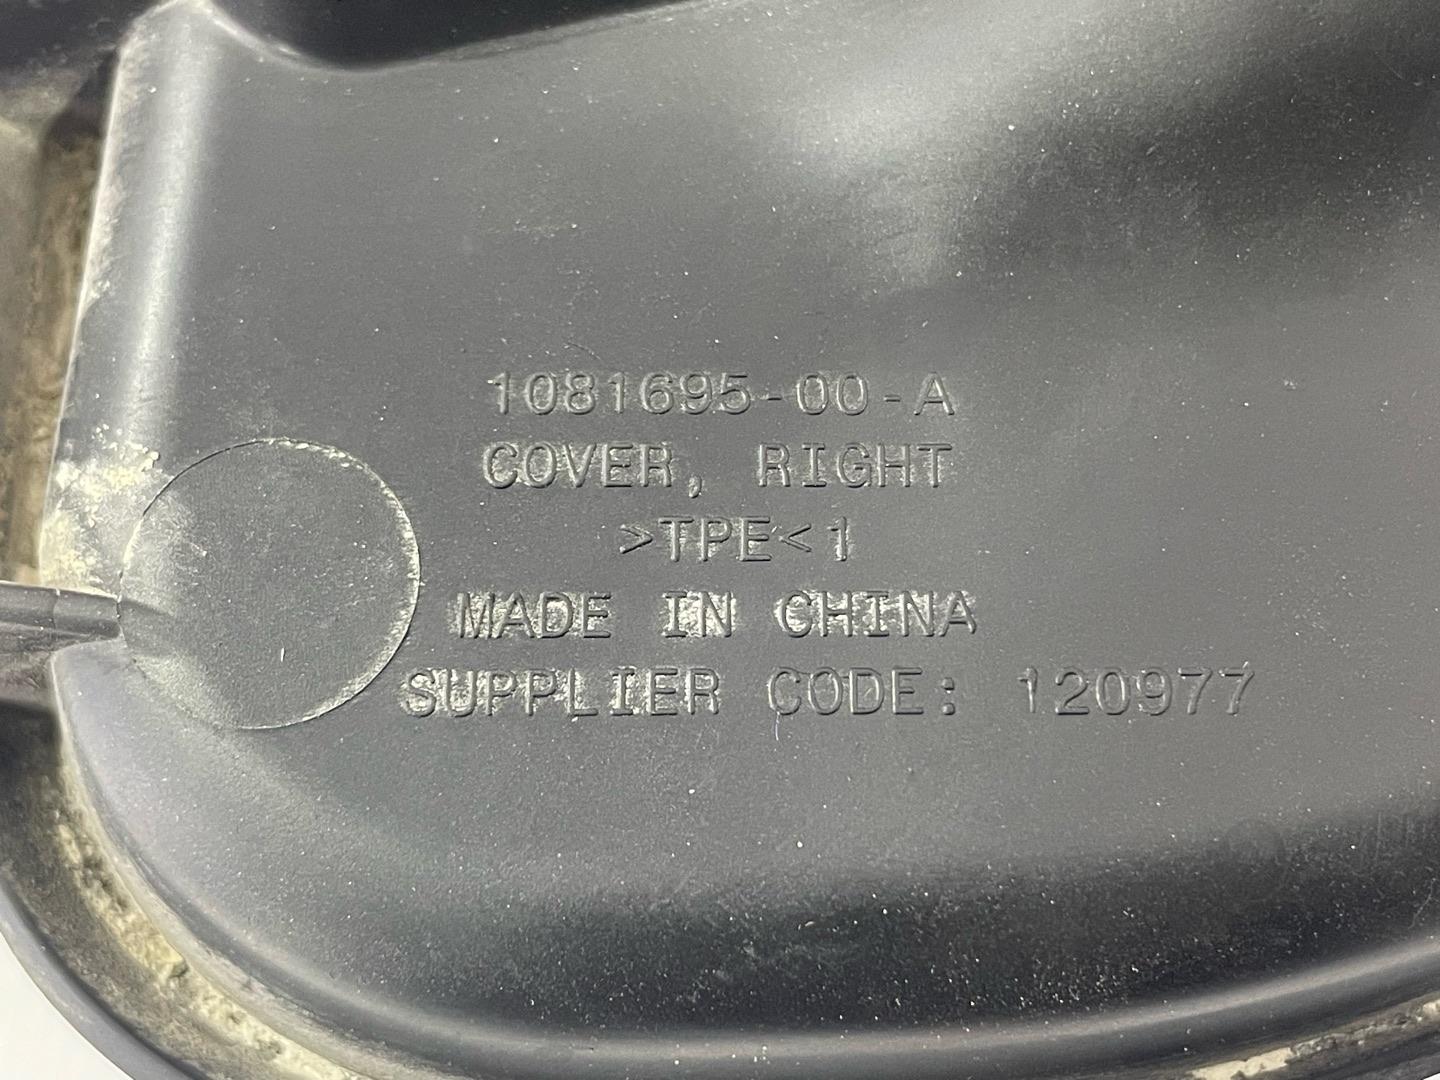 1081695-00-A
COVER, RIGHT
>TPE<1
MADE IN CHINA
SUPPLIER CODE: 120977